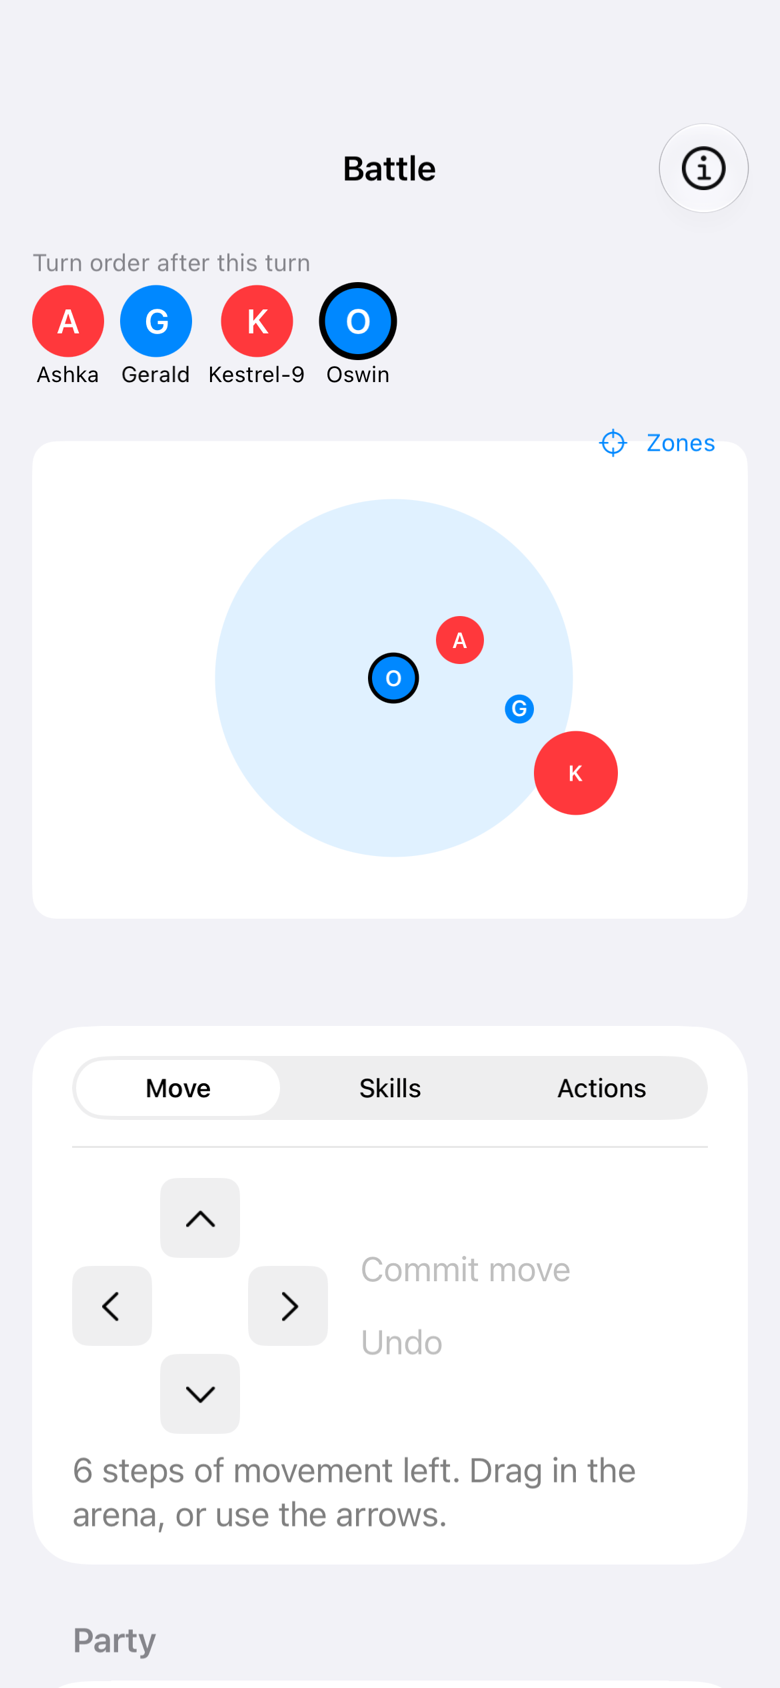 Battle
Turn order after this turn
A G K O
Ashka Gerald Kestrel-9 Oswin
Zones
A
O
G
K
Move Skills Actions
Commit move
Undo
6 steps of movement left. Drag in the
arena, or use the arrows.
Party